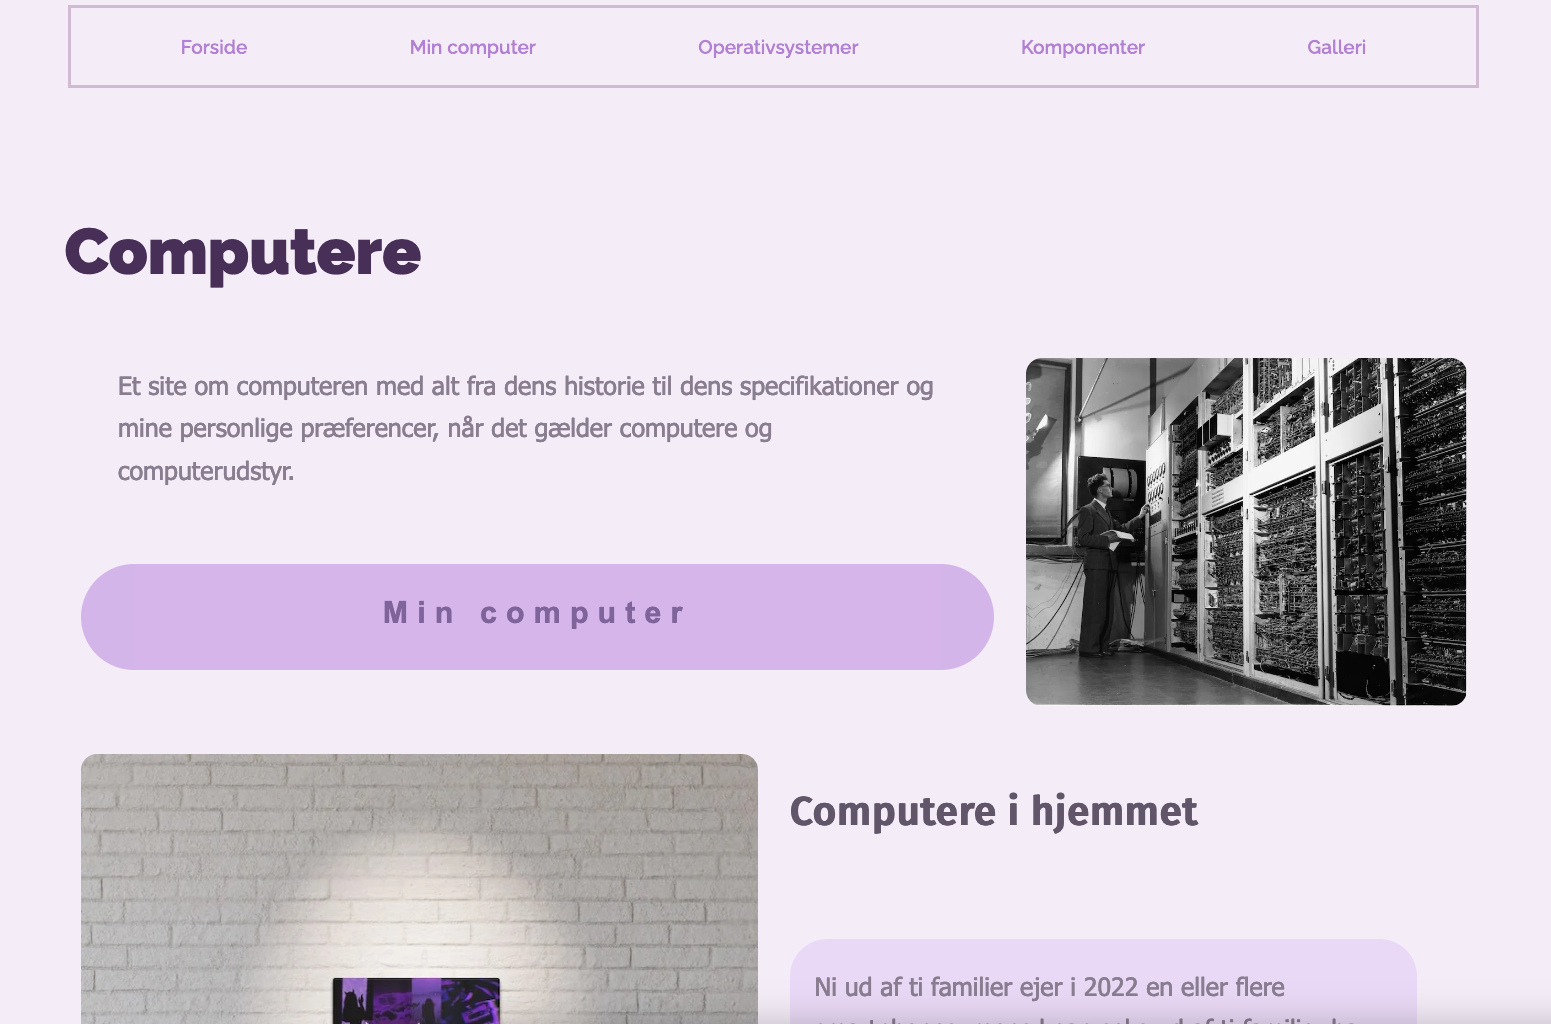 Forside
Min computer
Operativsystemer
Komponenter
Galleri
Computere
Et site om computeren med alt fra dens historie til dens specifikationer og
mine personlige præferencer, når det gælder computere og
computerudstyr.
Min computer
Computere i hjemmet
Ni ud af ti familier ejer i 2022 en eller flere